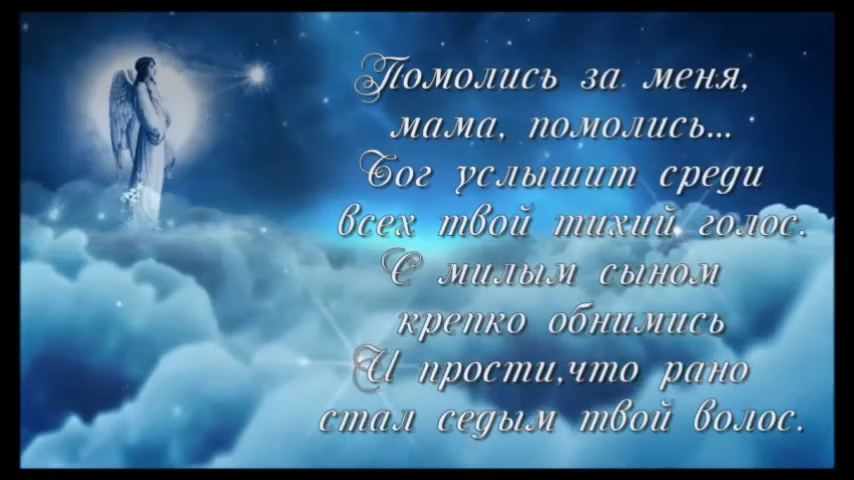 Помолись за меня,
мама, помолись...
Бог услышит среди
всех твой тихий голос.
С милым сыном
крепко обнимись
И прости,что рано
стал седым твой волос.